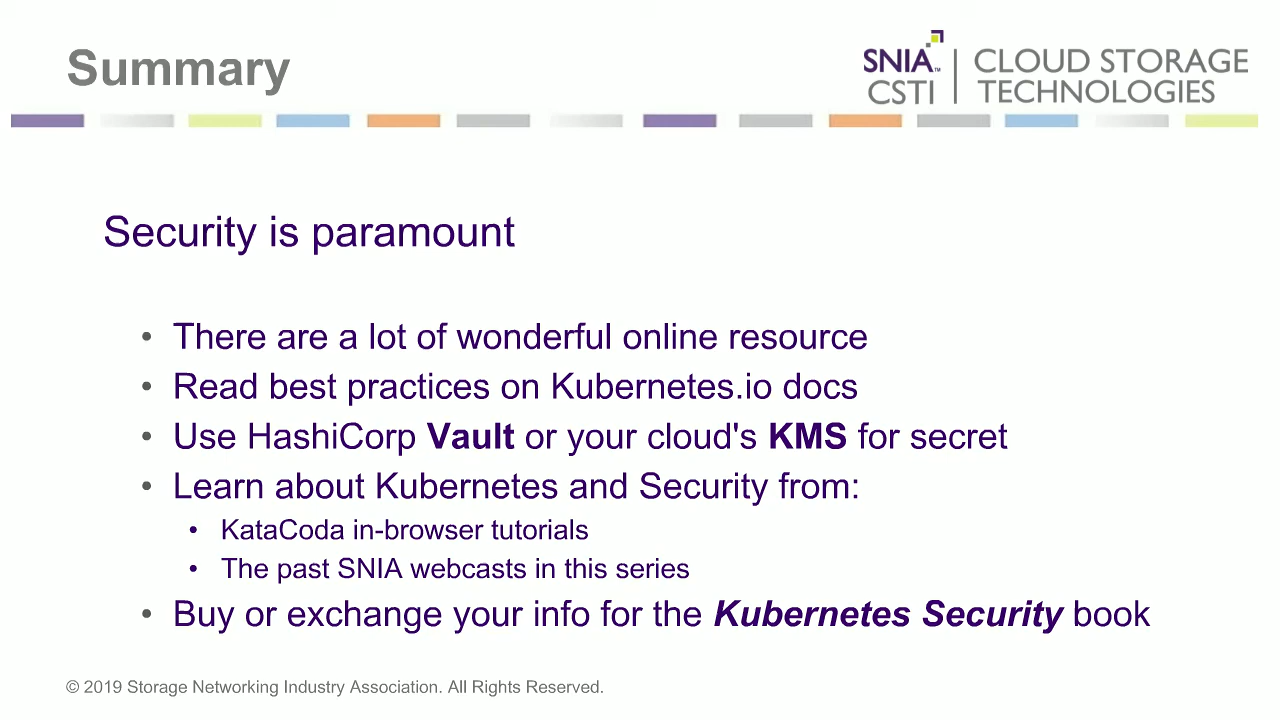 Summary
SNIA™ CSTI | CLOUD STORAGE TECHNOLOGIES
Security is paramount
• There are a lot of wonderful online resource
• Read best practices on Kubernetes.io docs
• Use HashiCorp Vault or your cloud's KMS for secret
• Learn about Kubernetes and Security from:
• KataCoda in-browser tutorials
• The past SNIA webcasts in this series
• Buy or exchange your info for the Kubernetes Security book
© 2019 Storage Networking Industry Association. All Rights Reserved.